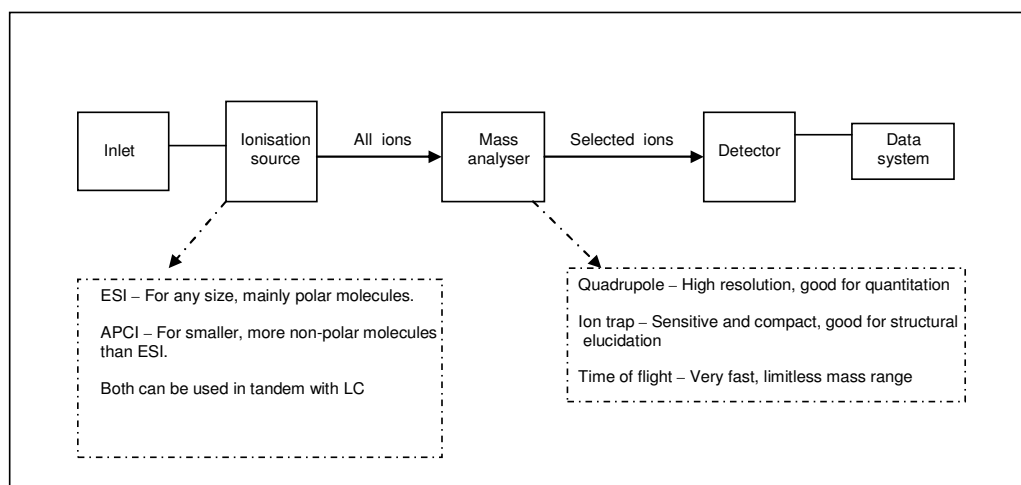 Inlet
Ionisation
source
All ions
Mass
analyser
Selected ions
Detector
Data
system
ESI – For any size, mainly polar molecules.
APCI – For smaller, more non-polar molecules
than ESI.
Both can be used in tandem with LC
Quadrupole – High resolution, good for quantitation
Ion trap – Sensitive and compact, good for structural
elucidation
Time of flight – Very fast, limitless mass range